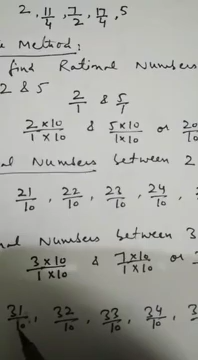 2, 11/4, 7/2, 17/4, 5
Method:
find Rational Numbers
2 & 5
2/1 & 5/1
2×10/1×10 & 5×10/1×10 or 20/10
Numbers between 2
21/10, 22/10, 23/10, 24/10,
Numbers between 3
3×10/1×10 & 7×10/1×10 or
31/10, 32/10, 33/10, 34/10,